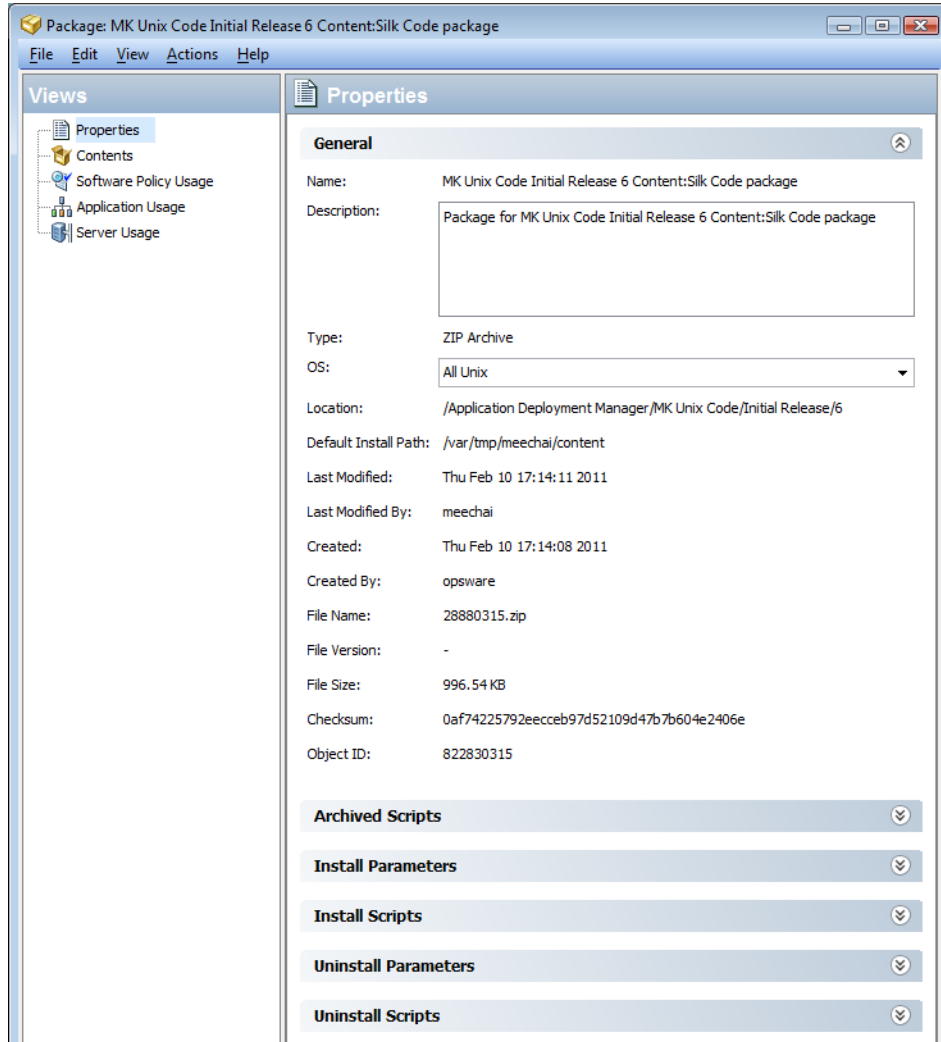 Package: MK Unix Code Initial Release 6 Content:Silk Code package
File Edit View Actions Help
Views
Properties
Contents
Software Policy Usage
Application Usage
Server Usage
Properties
General
Name: MK Unix Code Initial Release 6 Content:Silk Code package
Description: Package for MK Unix Code Initial Release 6 Content:Silk Code package
Type: ZIP Archive
OS: All Unix
Location: /Application Deployment Manager/MK Unix Code/Initial Release/6
Default Install Path: /var/tmp/meechai/content
Last Modified: Thu Feb 10 17:14:11 2011
Last Modified By: meechai
Created: Thu Feb 10 17:14:08 2011
Created By: opsware
File Name: 28880315.zip
File Version: -
File Size: 996.54 KB
Checksum: 0af74225792eecceb97d52109d47b7b604e2406e
Object ID: 822830315
Archived Scripts
Install Parameters
Install Scripts
Uninstall Parameters
Uninstall Scripts